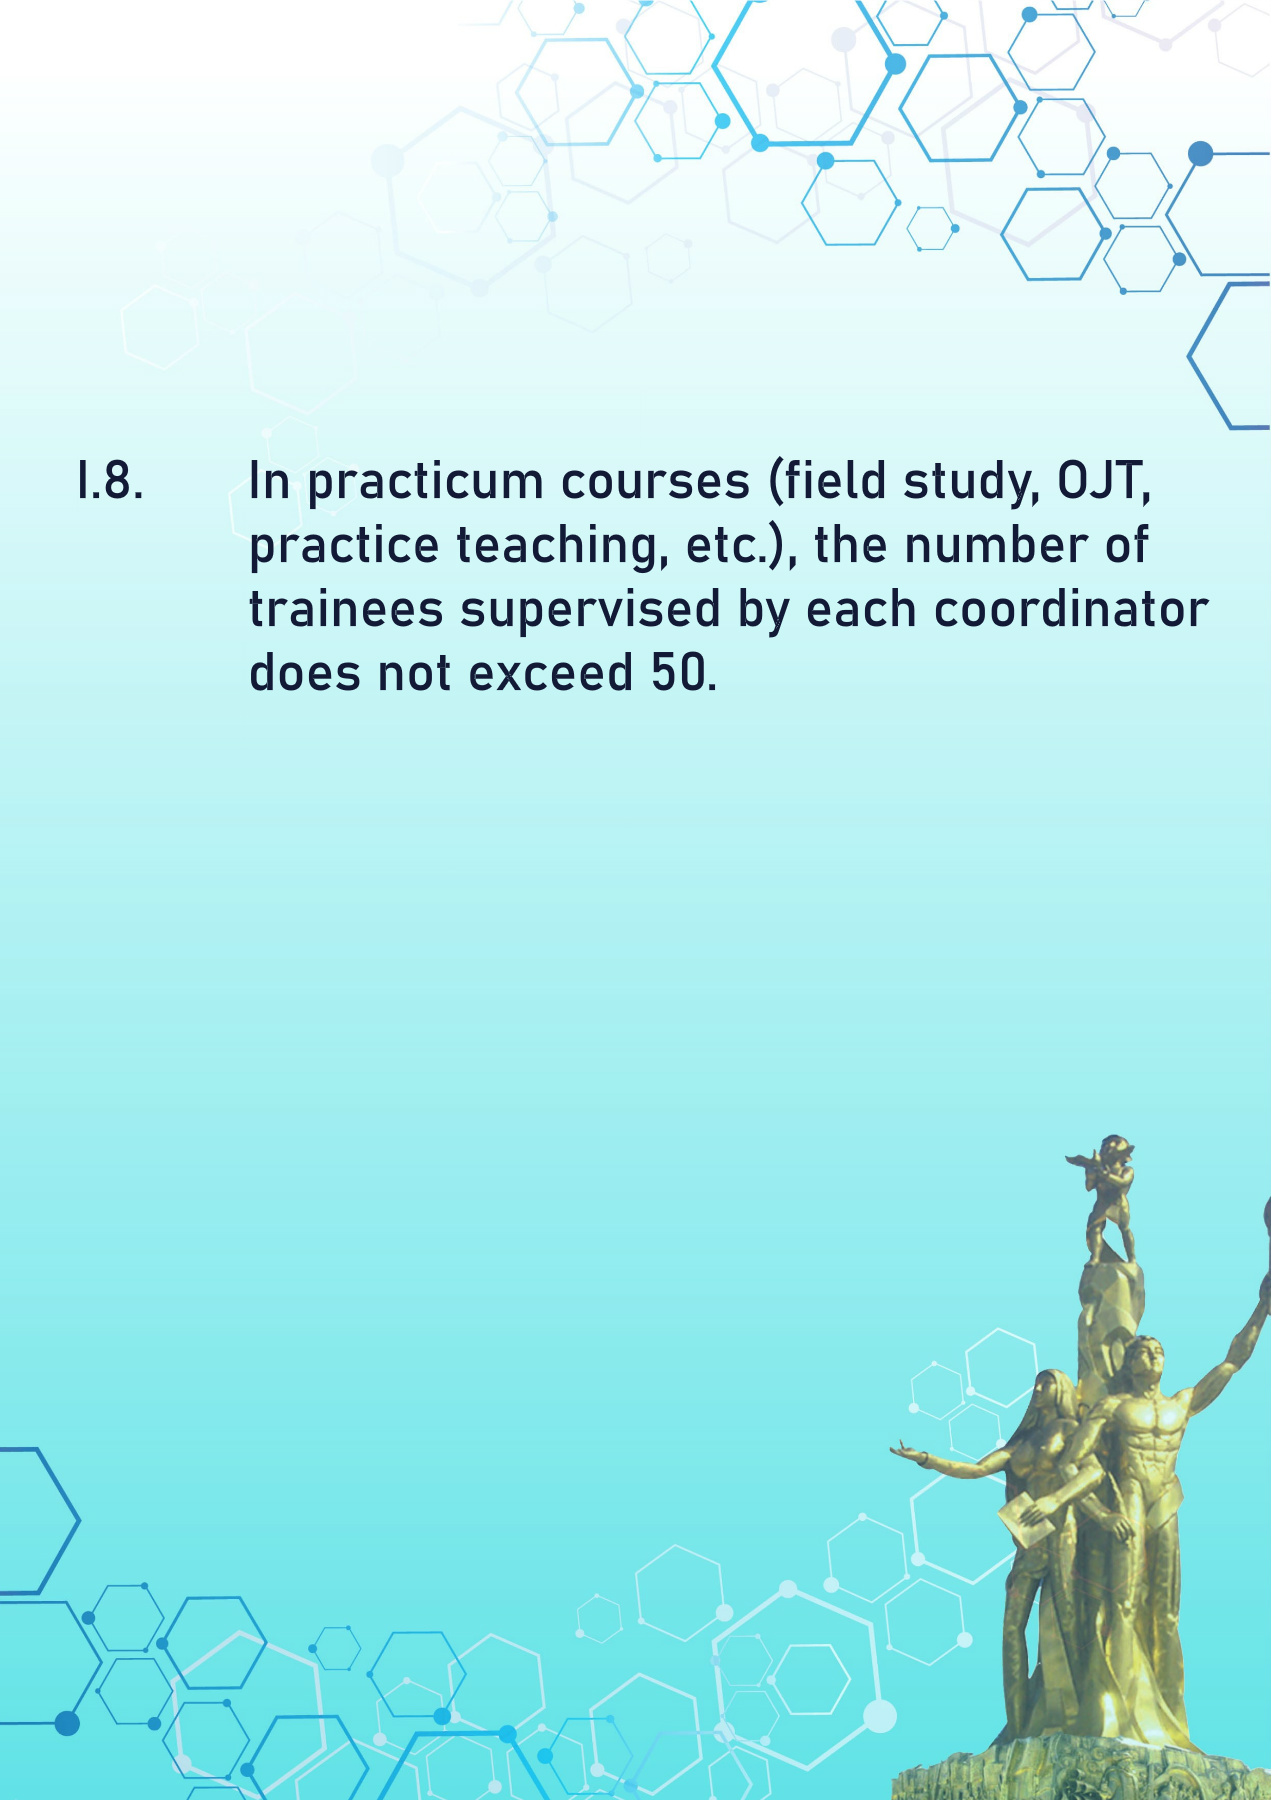 I.8. In practicum courses (field study, OJT,
practice teaching, etc.), the number of
trainees supervised by each coordinator
does not exceed 50.